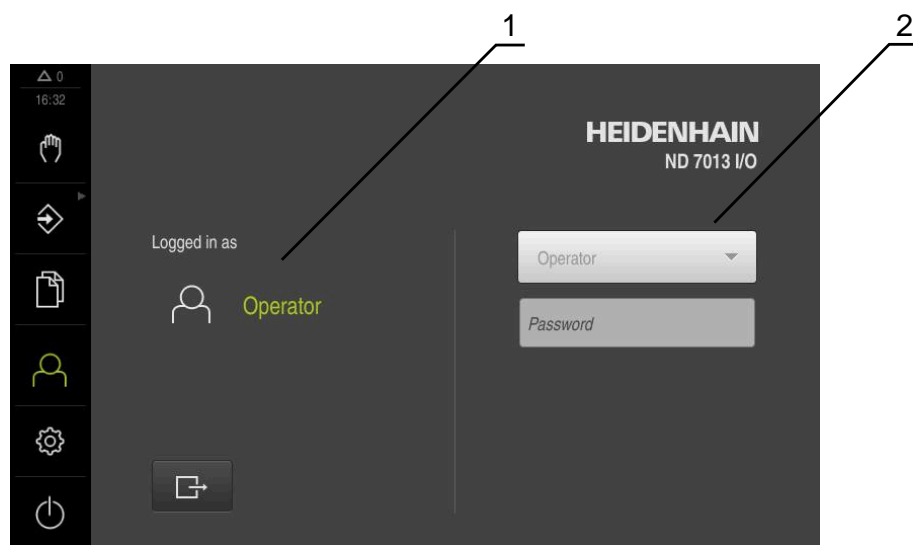 1
2
0
16:32
HEIDENHAIN
ND 7013 I/O
Logged in as
Operator
Operator
Password